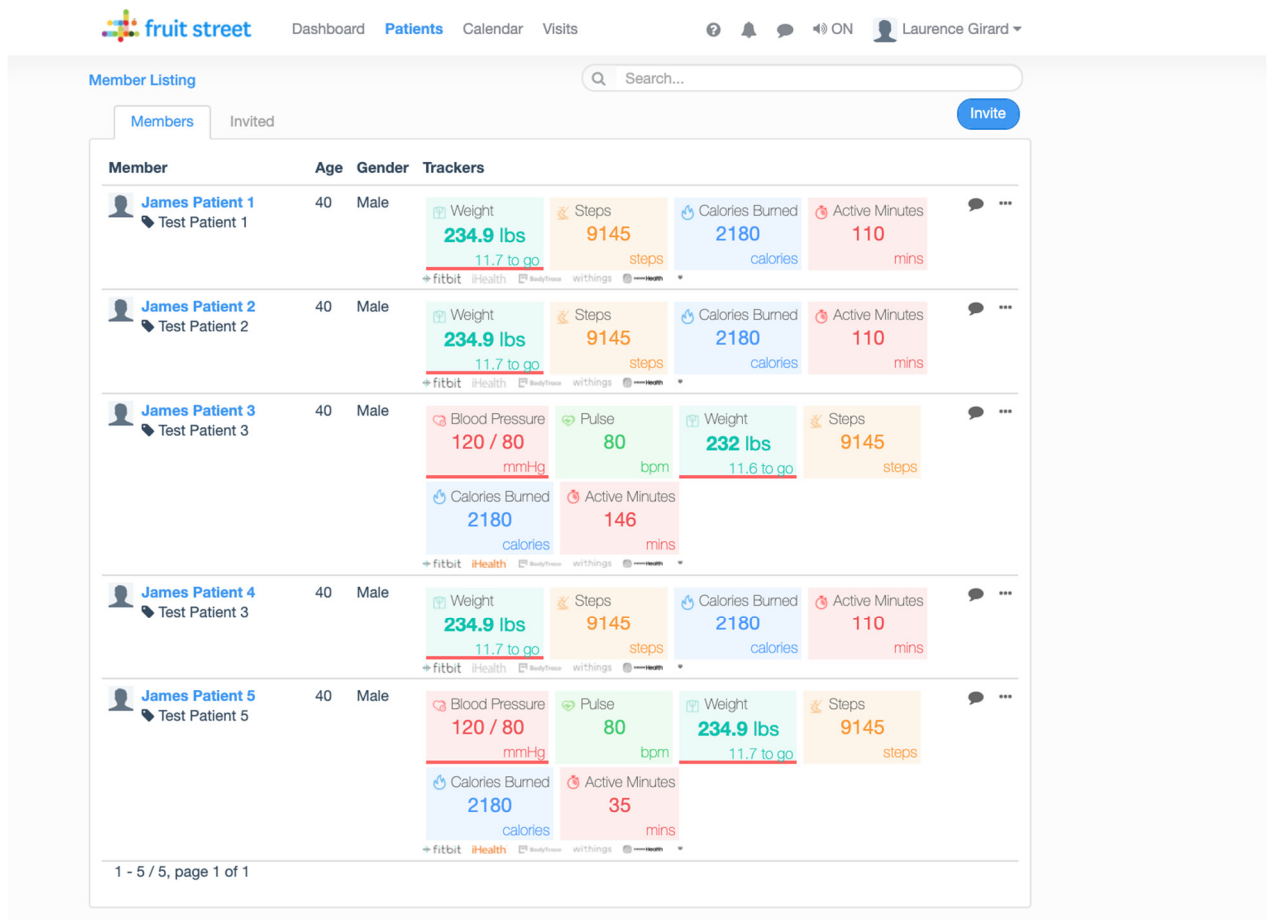 fruit street Dashboard Patients Calendar Visits ON Laurence Girard
Member Listing Search...
Members Invited Invite
Member Age Gender Trackers
James Patient 1 40 Male Weight Steps Calories Burned Active Minutes
Test Patient 1 234.9 lbs 9145 2180 110
11.7 to go steps calories mins
fitbit iHealth BodyTrace withings
James Patient 2 40 Male Weight Steps Calories Burned Active Minutes
Test Patient 2 234.9 lbs 9145 2180 110
11.7 to go steps calories mins
fitbit iHealth BodyTrace withings
James Patient 3 40 Male Blood Pressure Pulse Weight Steps
Test Patient 3 120 / 80 80 232 lbs 9145
mmHg bpm 11.6 to go steps
Calories Burned Active Minutes
2180 146
calories mins
fitbit iHealth BodyTrace withings
James Patient 4 40 Male Weight Steps Calories Burned Active Minutes
Test Patient 3 234.9 lbs 9145 2180 110
11.7 to go steps calories mins
fitbit iHealth BodyTrace withings
James Patient 5 40 Male Blood Pressure Pulse Weight Steps
Test Patient 5 120 / 80 80 234.9 lbs 9145
mmHg bpm 11.7 to go steps
Calories Burned Active Minutes
2180 35
calories mins
fitbit iHealth BodyTrace withings
1 - 5 / 5, page 1 of 1